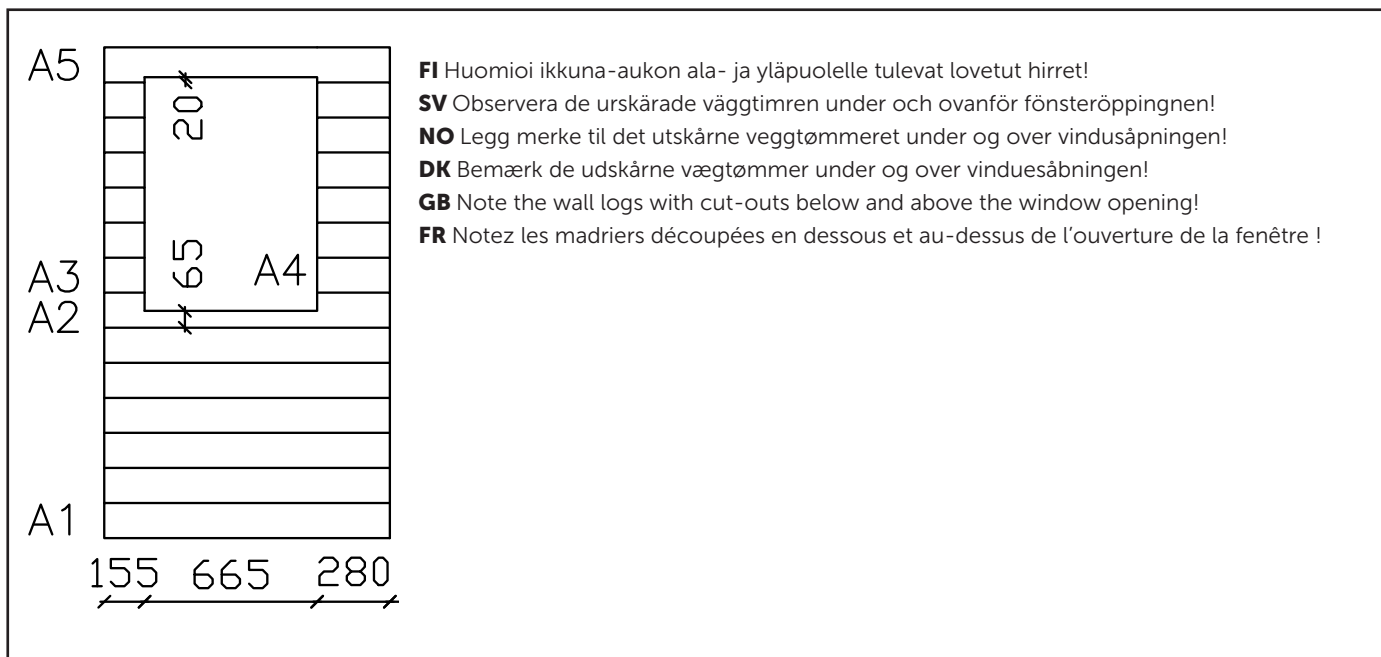 A5
20
65
A4
A3
A2
A1
155 665 280
FI Huomioi ikkuna-aukon ala- ja yläpuolelle tulevat lovetut hirret!
SV Observera de urskärade väggtimren under och ovanför fönsteröppingnen!
NO Legg merke til det utskårne veggtømmeret under og over vindusåpningen!
DK Bemærk de udskårne vægtømmer under og over vinduesåbningen!
GB Note the wall logs with cut-outs below and above the window opening!
FR Notez les madriers découpées en dessous et au-dessus de l’ouverture de la fenêtre !